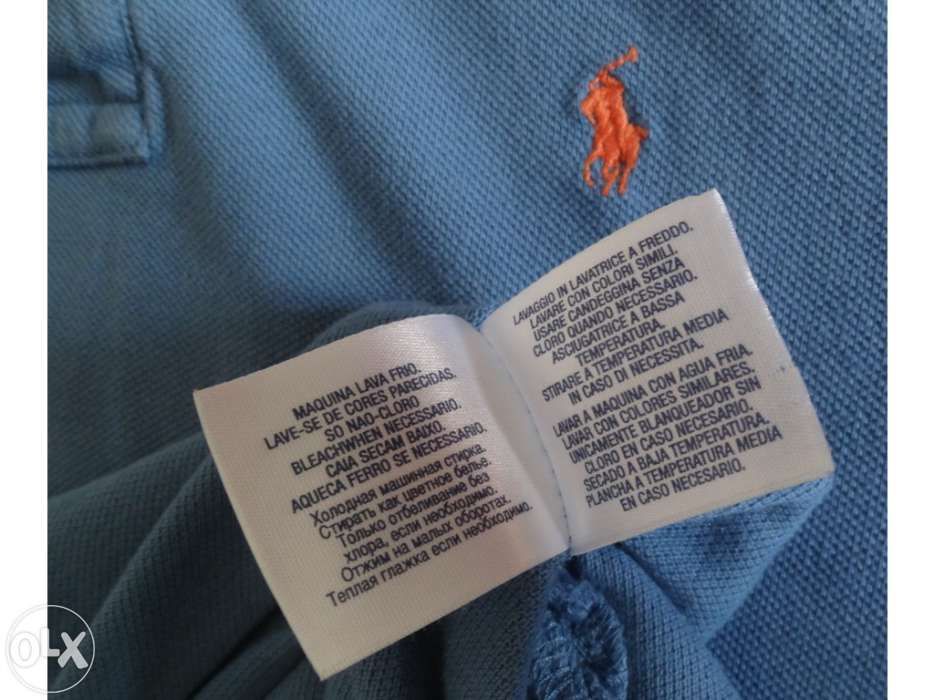 MAQUINA LAVA FRIO.
LAVE-SE DE CORES PARECIDAS.
SO NAO-CLORO
BLEACHWHEN NECESSARIO.
CAIA SECAM BAIXO.
AQUECA FERRO SE NECESSARIO.
Холодная машинная стирка.
Стирать как цветное белье.
Только отбеливание без
хлора, если необходимо.
Отжим на малых оборотах.
Теплая глажка если необходимо.
LAVAGGIO IN LAVATRICE A FREDDO.
LAVARE CON COLORI SIMILI.
USARE CANDEGGINA SENZA
CLORO QUANDO NECESSARIO.
ASCIUGATRICE A BASSA
TEMPERATURA.
STIRARE A TEMPERATURA MEDIA
IN CASO DI NECESSITÀ.
LAVAR A MAQUINA CON AGUA FRIA.
LAVAR CON COLORES SIMILARES.
UNICAMENTE BLANQUEADOR SIN
CLORO EN CASO NECESARIO.
SECADO A BAJA TEMPERATURA.
PLANCHA A TEMPERATURA MEDIA
EN CASO NECESARIO.
OLX